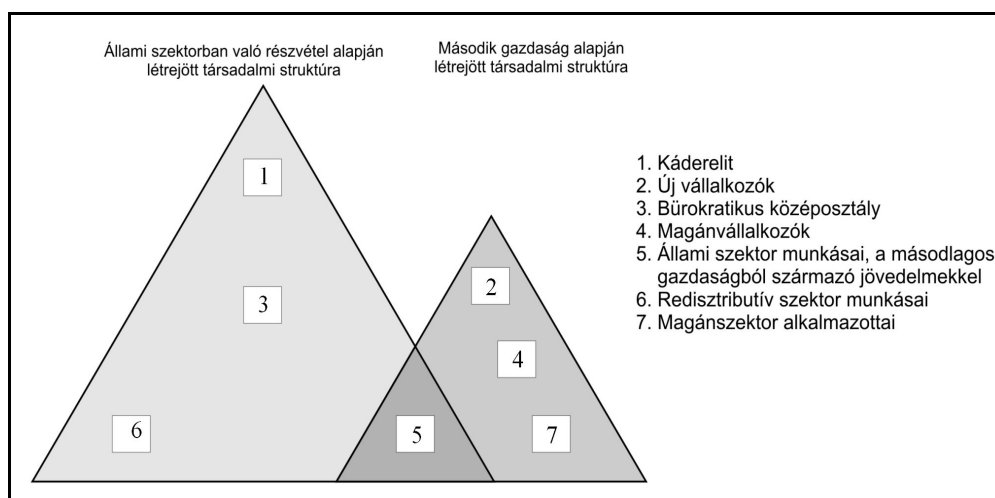 Állami szektorban való részvétel alapján
létrejött társadalmi struktúra
Második gazdaság alapján
létrejött társadalmi struktúra
1
3
6
2
4
5
7
1. Káderelit
2. Új vállalkozók
3. Bürokratikus középosztály
4. Magánvállalkozók
5. Állami szektor munkásai, a másodlagos
gazdaságból származó jövedelmekkel
6. Redisztributív szektor munkásai
7. Magánszektor alkalmazottai